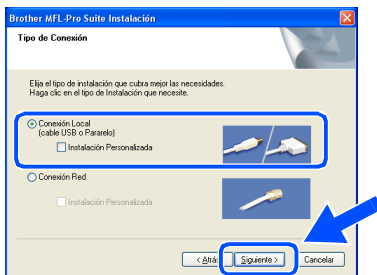 Brother MFL-Pro Suite Instalación
Tipo de Conexión
Elija el tipo de instalación que cubra mejor las necesidades.
Haga clic en el tipo de Instalación que necesite.
Conexión Local
(cable USB o Pararelo)
Instalación Personalizada
Conexión Red
Instalación Personalizada
< Atrás Siguiente > Cancelar